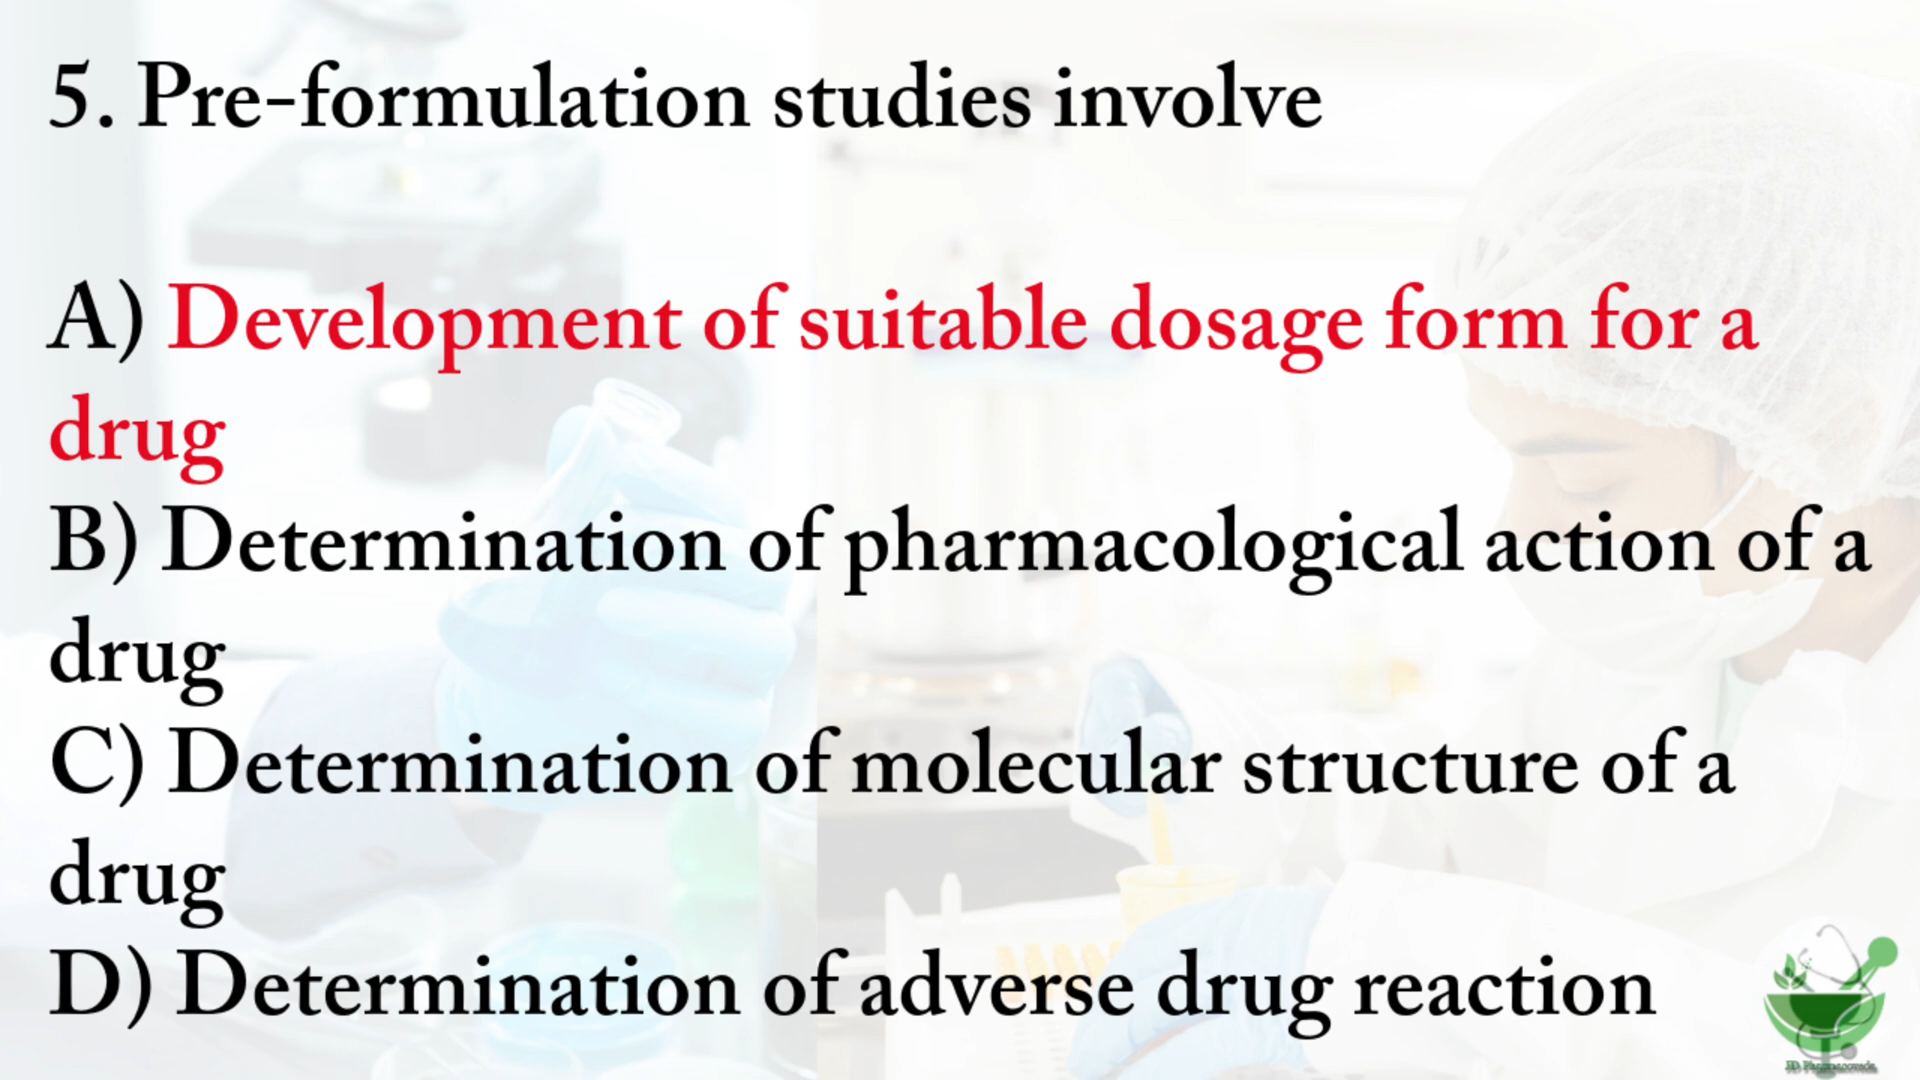 5. Pre-formulation studies involve
A) Development of suitable dosage form for a
drug
B) Determination of pharmacological action of a
drug
C) Determination of molecular structure of a
drug
D) Determination of adverse drug reaction